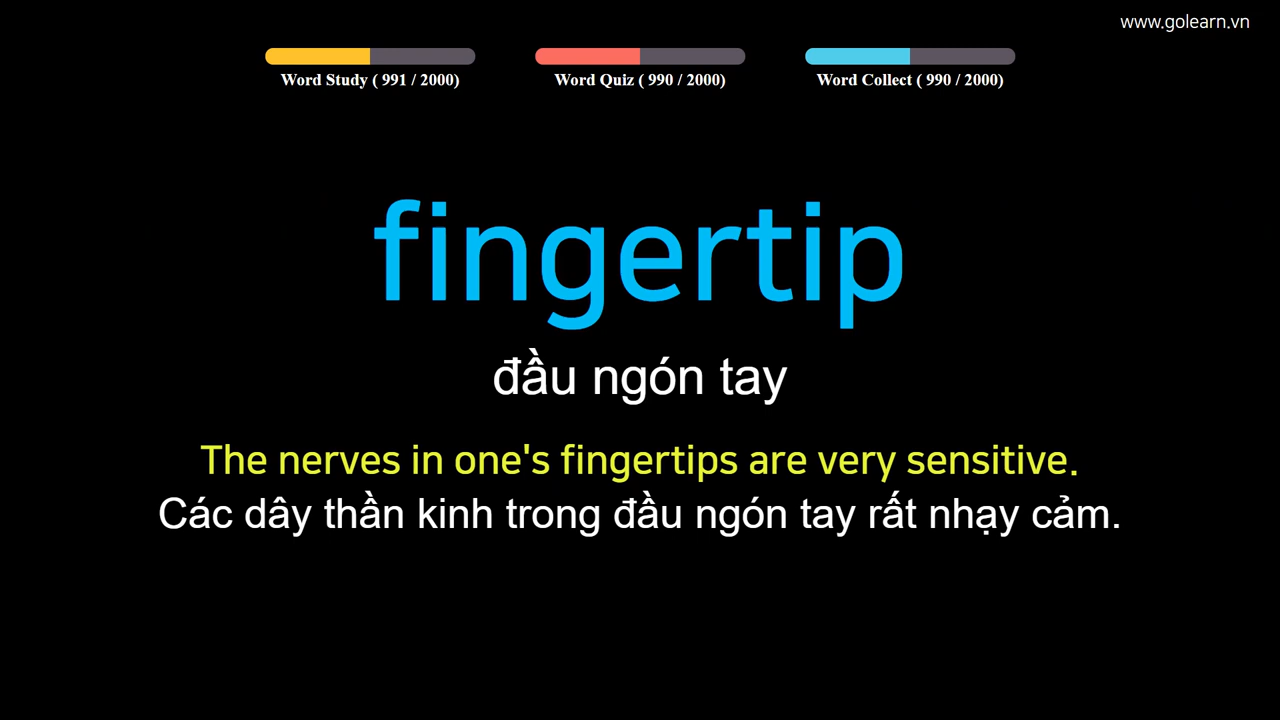 www.golearn.vn
Word Study ( 991 / 2000)
Word Quiz ( 990 / 2000)
Word Collect ( 990 / 2000)
fingertip
đầu ngón tay
The nerves in one's fingertips are very sensitive.
Các dây thần kinh trong đầu ngón tay rất nhạy cảm.